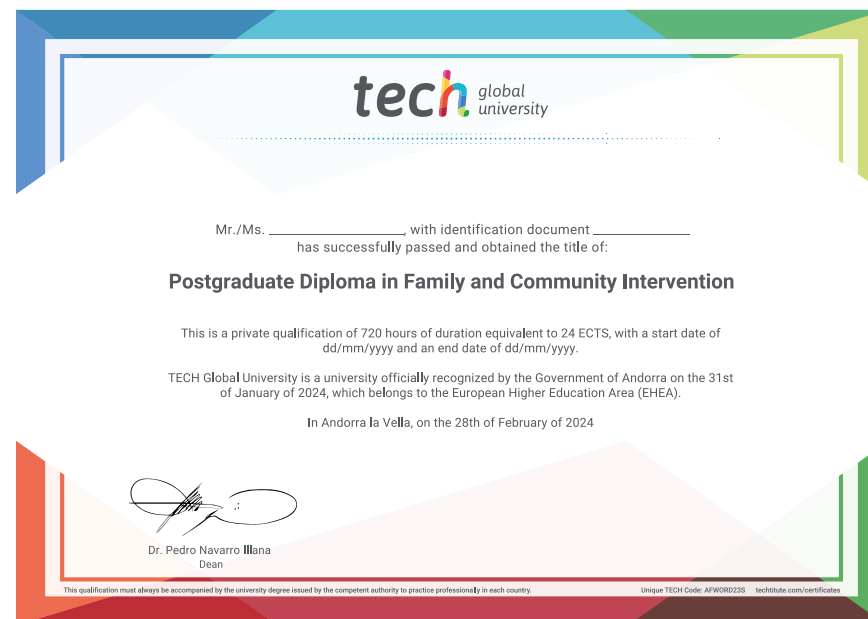 tech global university
Mr./Ms. ____________________, with identification document ______________
has successfully passed and obtained the title of:
Postgraduate Diploma in Family and Community Intervention
This is a private qualification of 720 hours of duration equivalent to 24 ECTS, with a start date of
dd/mm/yyyy and an end date of dd/mm/yyyy.
TECH Global University is a university officially recognized by the Government of Andorra on the 31st
of January of 2024, which belongs to the European Higher Education Area (EHEA).
In Andorra la Vella, on the 28th of February of 2024
Dr. Pedro Navarro Illana
Dean
This qualification must always be accompanied by the university degree issued by the competent authority to practice professionally in each country.
Unique TECH Code: AFWORD23S techtitute.com/certificates